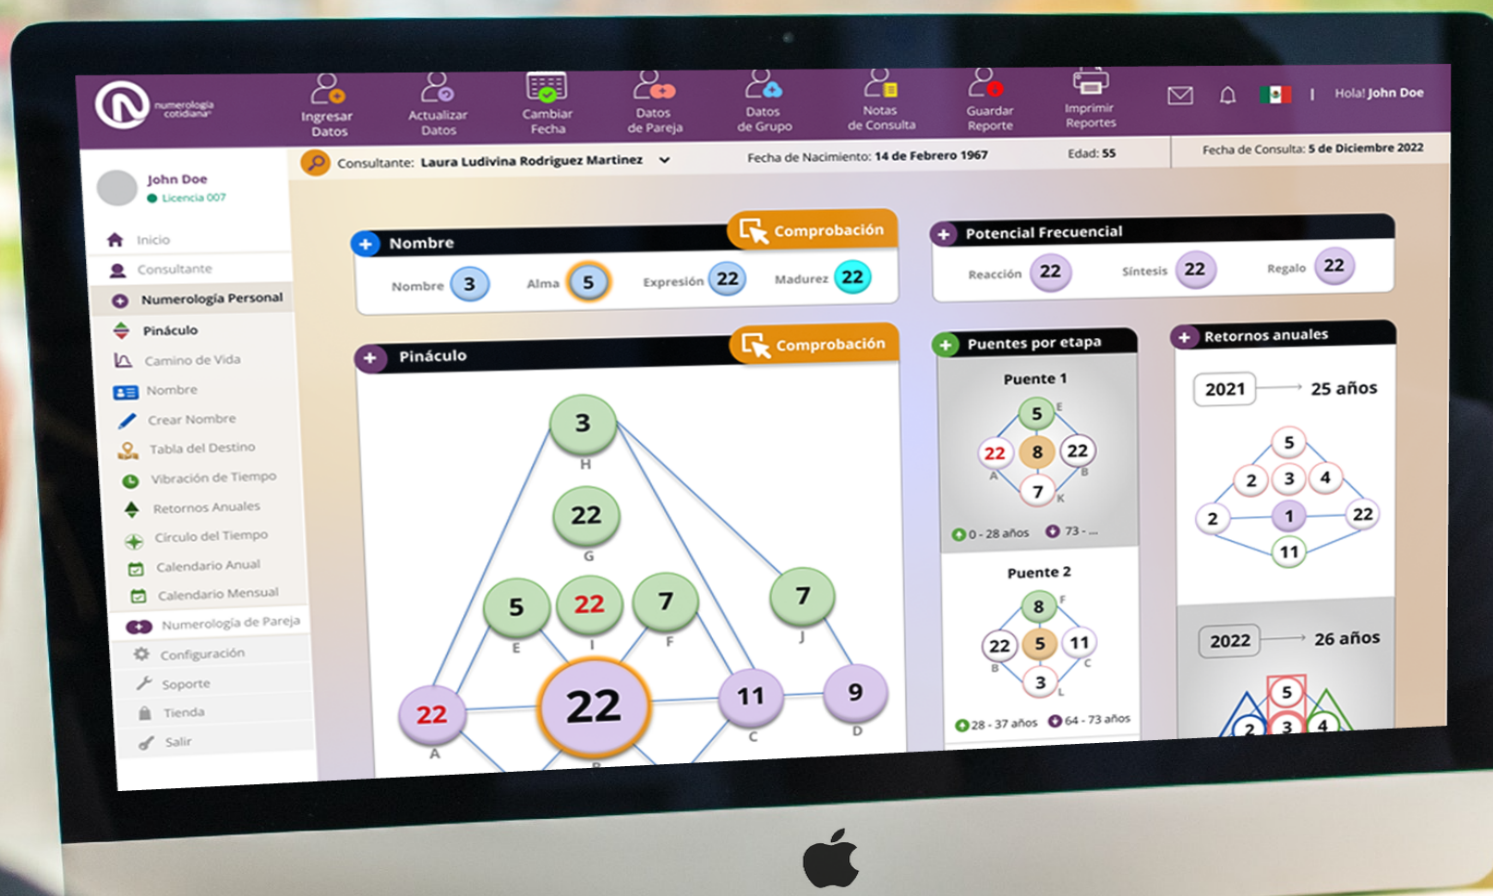 numerología
cotidiana®
Ingresar
Datos
Actualizar
Datos
Cambiar
Fecha
Datos
de Pareja
Datos
de Grupo
Notas
de Consulta
Guardar
Reporte
Imprimir
Reportes
Hola! John Doe
Consultante: Laura Ludivina Rodriguez Martinez
Fecha de Nacimiento: 14 de Febrero 1967
Edad: 55
Fecha de Consulta: 5 de Diciembre 2022
John Doe
Licencia 007
Inicio
Consultante
Numerología Personal
Pináculo
Camino de Vida
Nombre
Crear Nombre
Tabla del Destino
Vibración de Tiempo
Retornos Anuales
Círculo del Tiempo
Calendario Anual
Calendario Mensual
Numerología de Pareja
Configuración
Soporte
Tienda
Salir
Nombre
Comprobación
Nombre 3
Alma 5
Expresión 22
Madurez 22
Potencial Frecuencial
Reacción 22
Síntesis 22
Regalo 22
Pináculo
Comprobación
3
H
22
G
5 22 7 7
E I F J
22 22 11 9
A B C D
Puentes por etapa
Puente 1
5 E
22 8 22
A B
7 K
0 - 28 años 73 - ...
Puente 2
8 F
22 5 11
B C
3 L
28 - 37 años 64 - 73 años
Retornos anuales
2021 25 años
5
2 3 4
2 1 22
11
2022 26 años
5
2 3 4